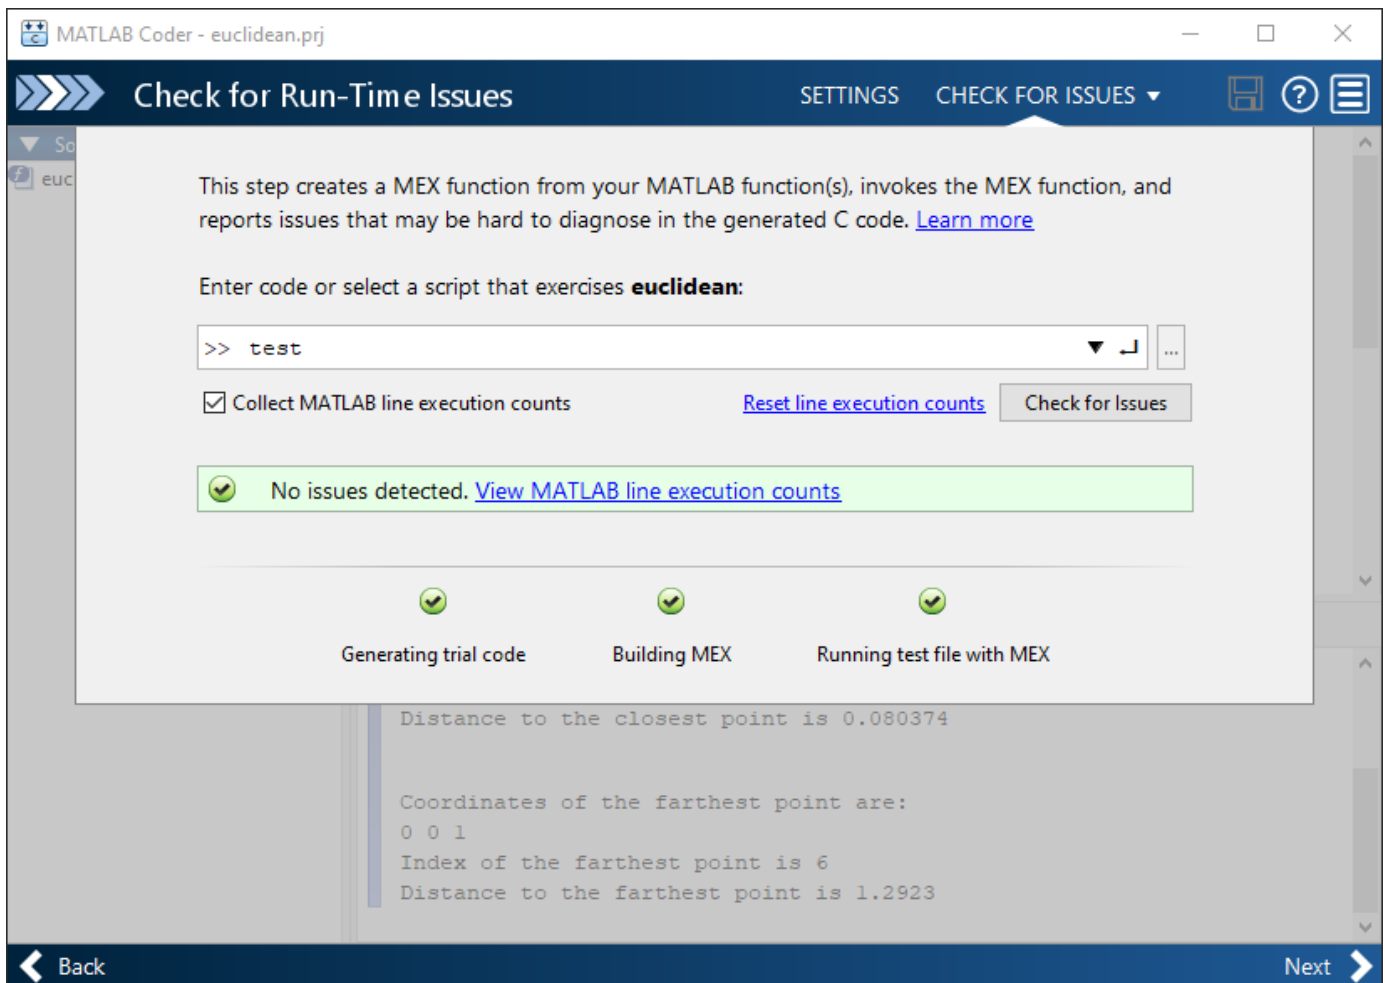 MATLAB Coder - euclidean.prj
Check for Run-Time Issues
SETTINGS
CHECK FOR ISSUES
This step creates a MEX function from your MATLAB function(s), invokes the MEX function, and
reports issues that may be hard to diagnose in the generated C code. Learn more
Enter code or select a script that exercises euclidean:
>> test
...
Collect MATLAB line execution counts
Reset line execution counts
Check for Issues
No issues detected. View MATLAB line execution counts
Generating trial code
Building MEX
Running test file with MEX
Distance to the closest point is 0.080374
Coordinates of the farthest point are:
0 0 1
Index of the farthest point is 6
Distance to the farthest point is 1.2923
Back
Next